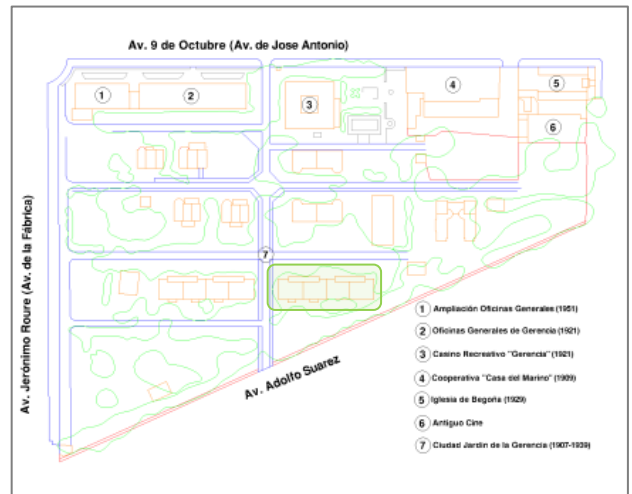 Av. 9 de Octubre (Av. de Jose Antonio)
1
2
3
4
5
6
Av. Jerónimo Roure (Av. de la Fábrica)
7
Av. Adolfo Suarez
1 Ampliación Oficinas Generales (1951)
2 Oficinas Generales de Gerencia (1921)
3 Casino Recreativo "Gerencia" (1921)
4 Cooperativa "Casa del Marino" (1909)
5 Iglesia de Begoña (1929)
6 Antiguo Cine
7 Ciudad Jardín de la Gerencia (1907-1939)